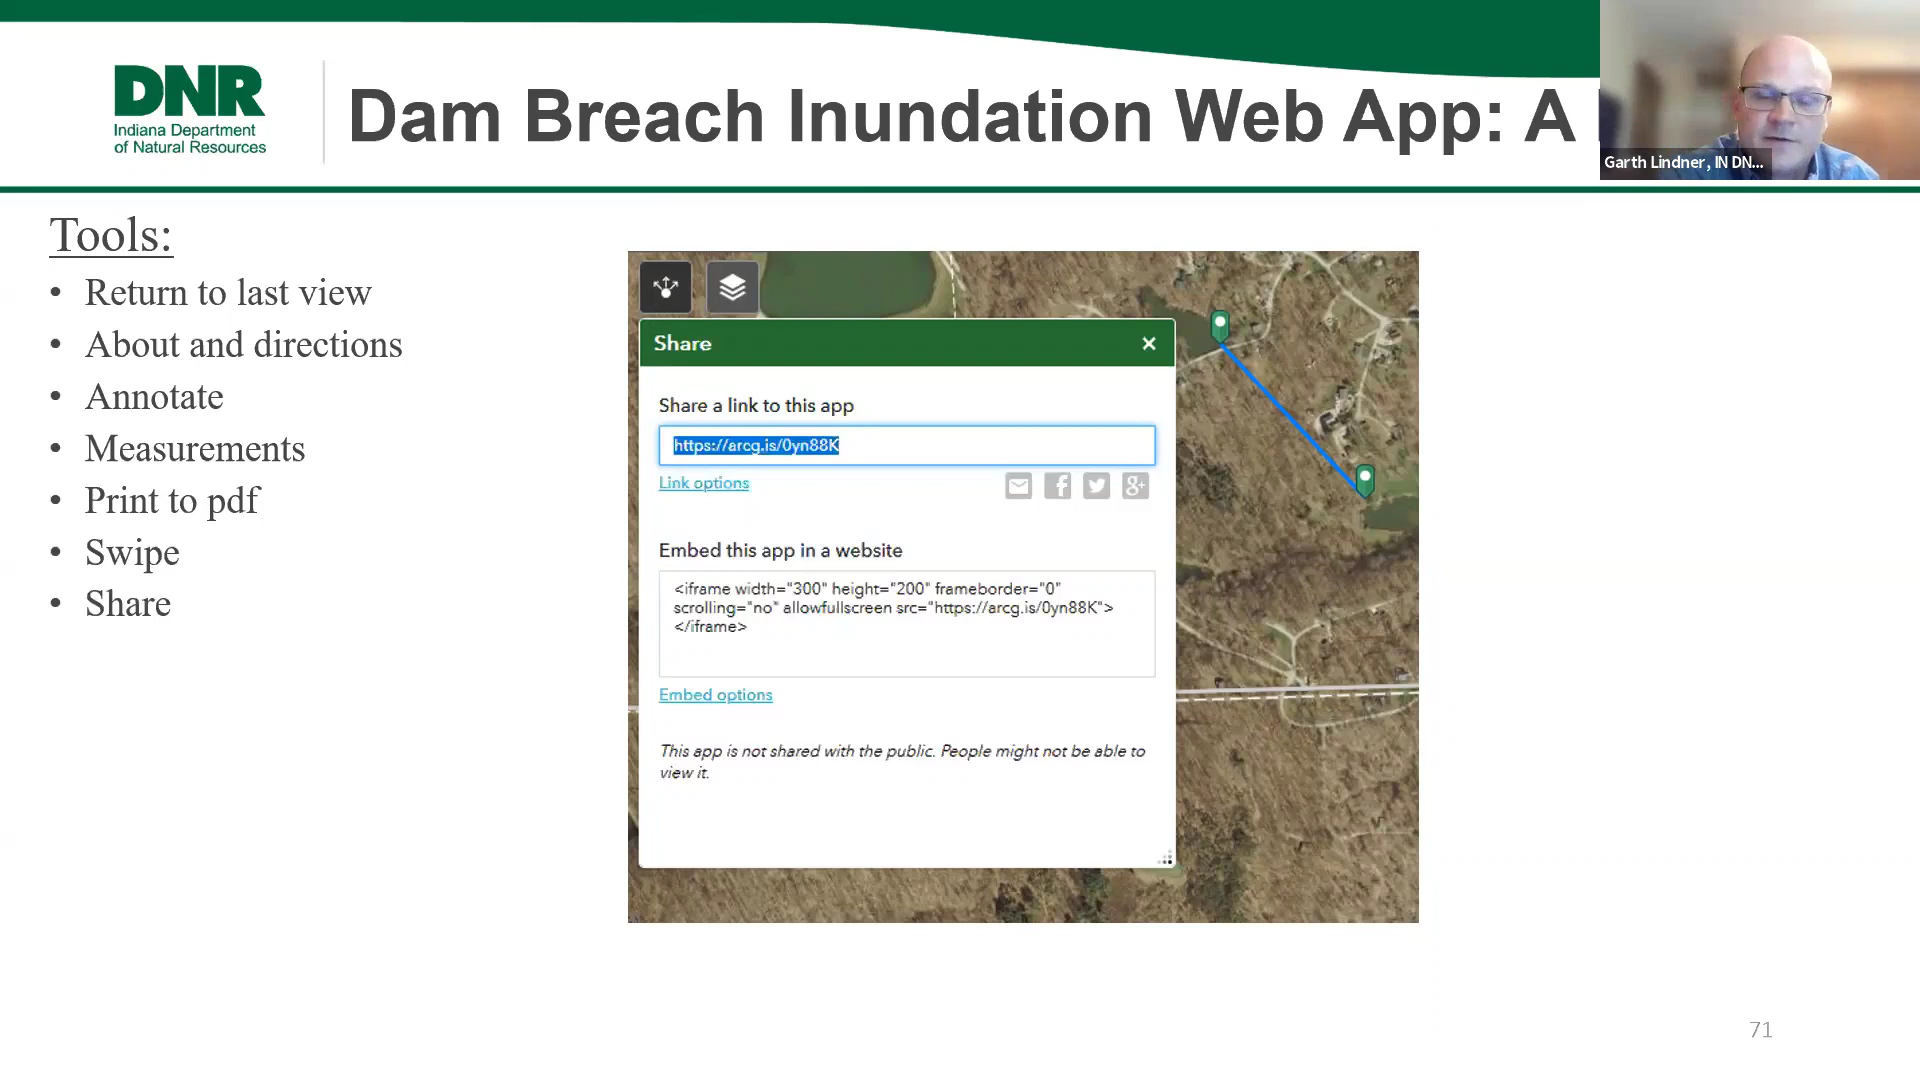 DNR
Indiana Department
of Natural Resources
Dam Breach Inundation Web App: A
Garth Lindner, IN DN...
Tools:
• Return to last view
• About and directions
• Annotate
• Measurements
• Print to pdf
• Swipe
• Share
Share
Share a link to this app
https://arcg.is/0yn88K
Link options
Embed this app in a website
<iframe width="300" height="200" frameborder="0"
scrolling="no" allowfullscreen src="https://arcg.is/0yn88K">
</iframe>
Embed options
This app is not shared with the public. People might not be able to
view it.
71